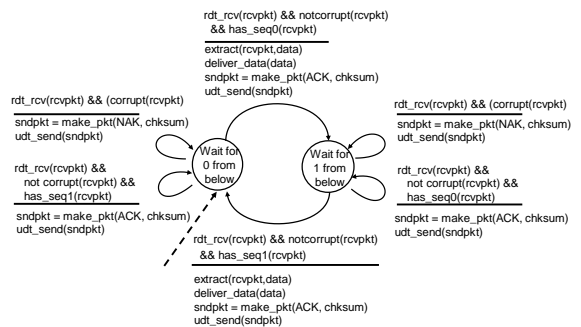 rdt_rcv(rcvpkt) && notcorrupt(rcvpkt)
&& has_seq0(rcvpkt)
extract(rcvpkt,data)
deliver_data(data)
sndpkt = make_pkt(ACK, chksum)
udt_send(sndpkt)
rdt_rcv(rcvpkt) && (corrupt(rcvpkt)
sndpkt = make_pkt(NAK, chksum)
udt_send(sndpkt)
rdt_rcv(rcvpkt) &&
not corrupt(rcvpkt) &&
has_seq1(rcvpkt)
sndpkt = make_pkt(ACK, chksum)
udt_send(sndpkt)
Wait for
0 from
below
Wait for
1 from
below
rdt_rcv(rcvpkt) && (corrupt(rcvpkt)
sndpkt = make_pkt(NAK, chksum)
udt_send(sndpkt)
rdt_rcv(rcvpkt) &&
not corrupt(rcvpkt) &&
has_seq0(rcvpkt)
sndpkt = make_pkt(ACK, chksum)
udt_send(sndpkt)
rdt_rcv(rcvpkt) && notcorrupt(rcvpkt)
&& has_seq1(rcvpkt)
extract(rcvpkt,data)
deliver_data(data)
sndpkt = make_pkt(ACK, chksum)
udt_send(sndpkt)